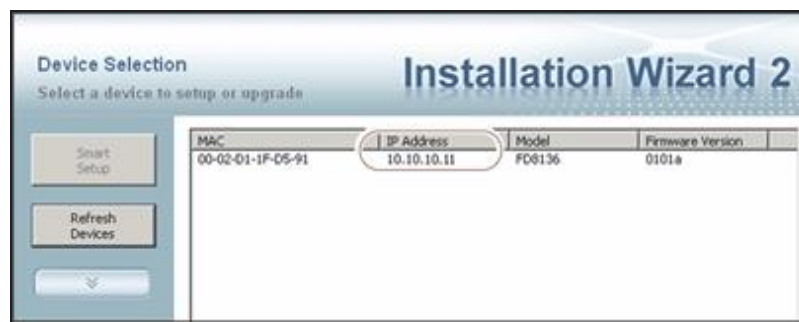 Device Selection
Installation Wizard 2
Select a device to setup or upgrade
Smart
Setup
Refresh
Devices
MAC IP Address Model Firmware Version
00-02-D1-1F-D5-91 10.10.10.11 FD8136 0101a